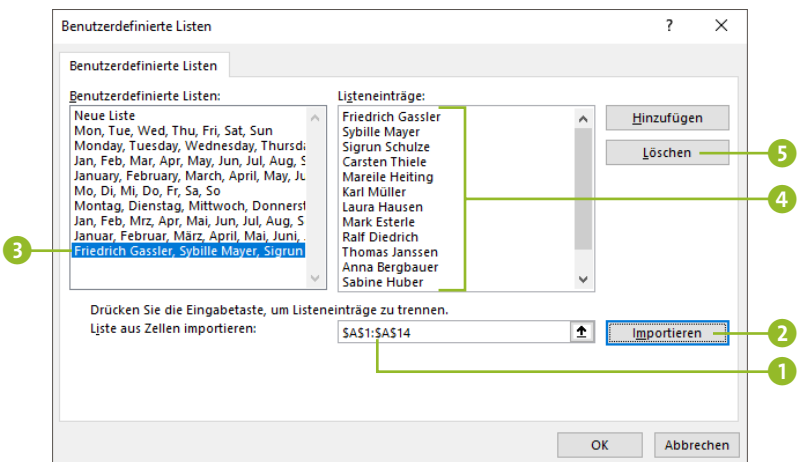 Benutzerdefinierte Listen
?
Benutzerdefinierte Listen
Benutzerdefinierte Listen:
Neue Liste
Mon, Tue, Wed, Thu, Fri, Sat, Sun
Monday, Tuesday, Wednesday, Thursda
Jan, Feb, Mar, Apr, May, Jun, Jul, Aug, S
January, February, March, April, May, Ju
Mo, Di, Mi, Do, Fr, Sa, So
Montag, Dienstag, Mittwoch, Donnerst
Jan, Feb, Mrz, Apr, Mai, Jun, Jul, Aug, S
Januar, Februar, März, April, Mai, Juni,
Friedrich Gassler, Sybille Mayer, Sigrun
3
Listeneinträge:
Friedrich Gassler
Sybille Mayer
Sigrun Schulze
Carsten Thiele
Mareile Heiting
Karl Müller
Laura Hausen
Mark Esterle
Ralf Diedrich
Thomas Janssen
Anna Bergbauer
Sabine Huber
4
Hinzufügen
Löschen
5
Drücken Sie die Eingabetaste, um Listeneinträge zu trennen.
Liste aus Zellen importieren:
$A$1:$A$14
Importieren
2
1
OK
Abbrechen